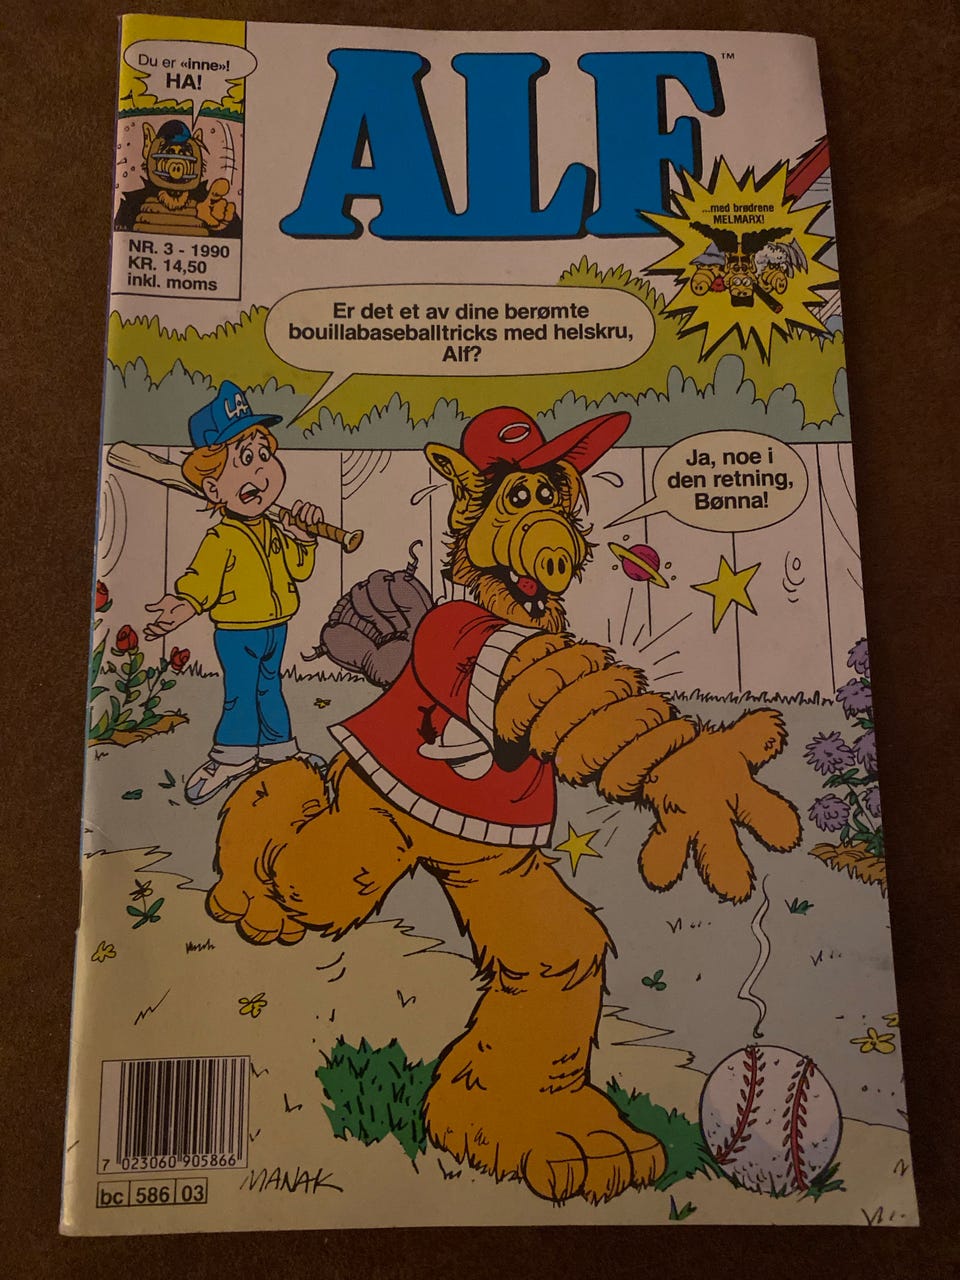 Du er «inne»!
HA!
ALF™
...med brødrene
MELMARX!
NR. 3 - 1990
KR. 14,50
inkl. moms
Er det et av dine berømte
bouillabaseballtricks med helskru,
Alf?
LA
Ja, noe i
den retning,
Bønna!
7 023060 905866
bc 586 03
MANAK